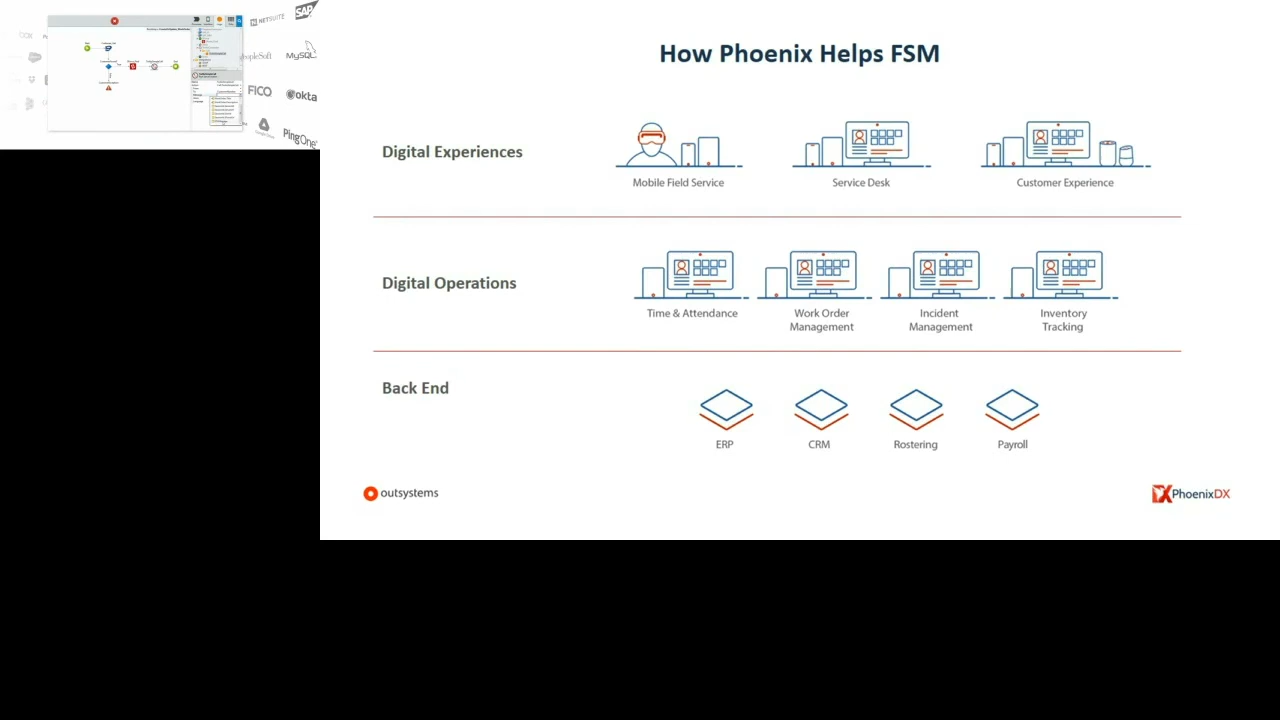 NETSUITE
SAP
PeopleSoft
MySQL
FICO
okta
PingOne
How Phoenix Helps FSM
Digital Experiences
Mobile Field Service
Service Desk
Customer Experience
Digital Operations
Time & Attendance
Work Order
Management
Incident
Management
Inventory
Tracking
Back End
ERP
CRM
Rostering
Payroll
outsystems
PhoenixDX